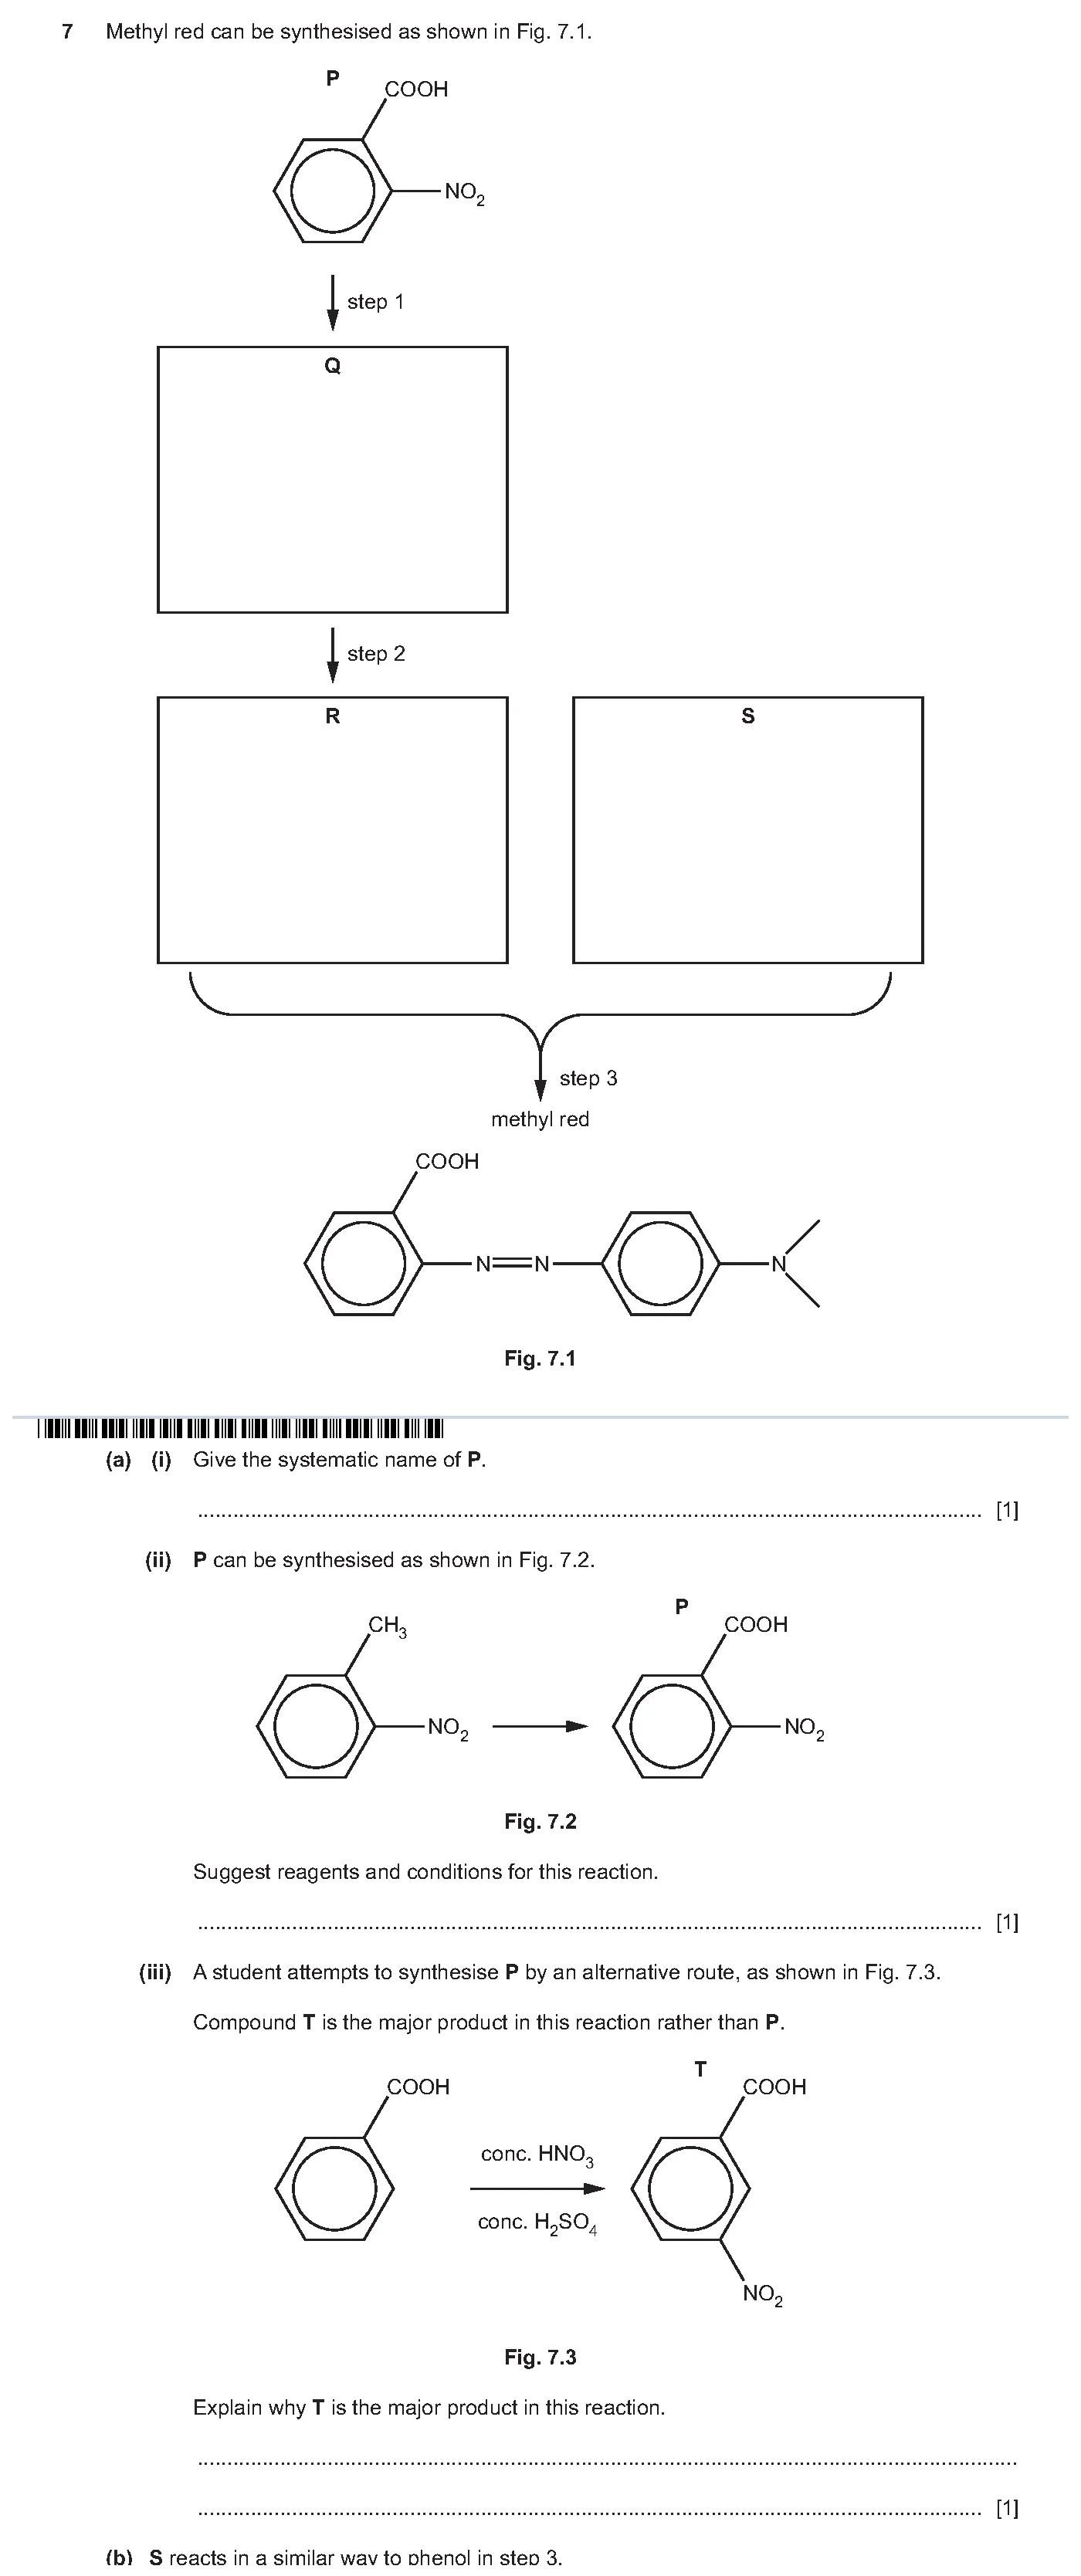 7 Methyl red can be synthesised as shown in Fig. 7.1.
P
COOH
NO2
step 1
Q
step 2
R S
step 3
methyl red
COOH
N N N
Fig. 7.1
(a) (i) Give the systematic name of P.
[1]
(ii) P can be synthesised as shown in Fig. 7.2.
P
CH3 COOH
NO2 NO2
Fig. 7.2
Suggest reagents and conditions for this reaction.
[1]
(iii) A student attempts to synthesise P by an alternative route, as shown in Fig. 7.3.
Compound T is the major product in this reaction rather than P.
T
COOH COOH
conc. HNO3
conc. H2SO4
NO2
Fig. 7.3
Explain why T is the major product in this reaction.
[1]
(b) S reacts in a similar way to phenol in step 3.